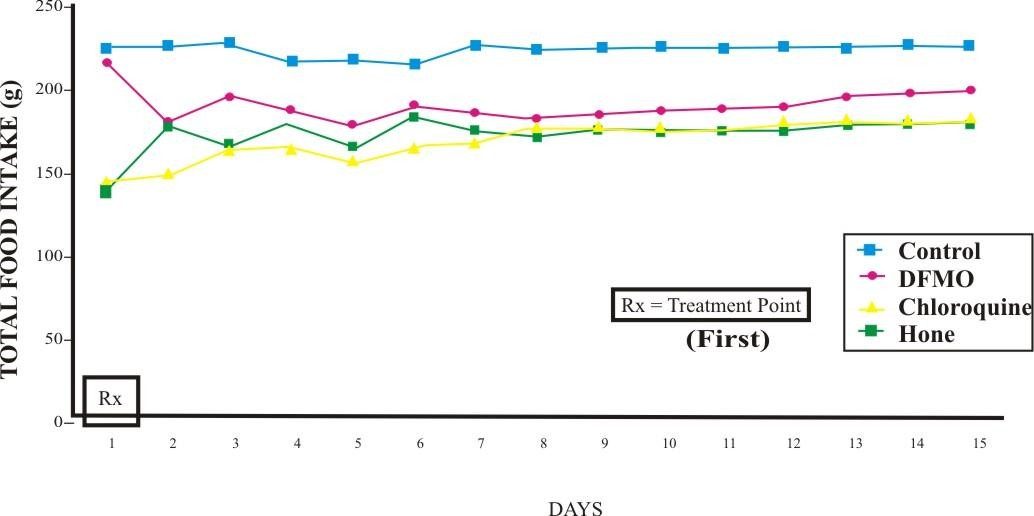 250
200
150
100
50
0
TOTAL FOOD INTAKE (g)
Control
DFMO
Chloroquine
Hone
Rx = Treatment Point
(First)
Rx
1 2 3 4 5 6 7 8 9 10 11 12 13 14 15
DAYS